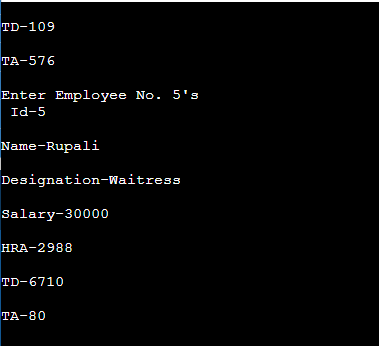 TD-109
TA-576
Enter Employee No. 5's
Id-5
Name-Rupali
Designation-Waitress
Salary-30000
HRA-2988
TD-6710
TA-80